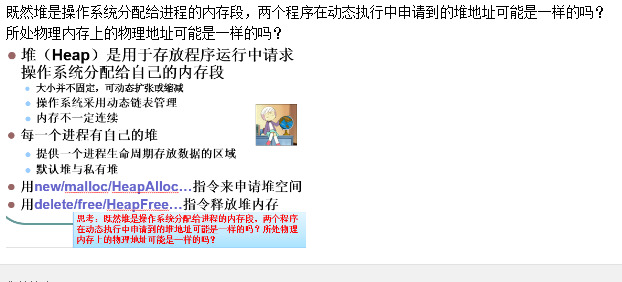 既然堆是操作系统分配给进程的内存段，两个程序在动态执行中申请到的堆地址可能是一样的吗？
所处物理内存上的物理地址可能是一样的吗？
堆（Heap）是用于存放程序运行中请求
操作系统分配给自己的内存段
大小并不固定，可动态扩张或缩减
操作系统采用动态链表管理
内存不一定连续
每一个进程有自己的堆
提供一个进程生命周期存放数据的区域
默认堆与私有堆
用new/malloc/HeapAlloc…指令来申请堆空间
用delete/free/HeapFree…指令释放堆内存
思考：既然堆是操作系统分配给进程的内存段，两个程序
在动态执行中申请到的堆地址可能是一样的吗？所处物理
内存上的物理地址可能是一样的吗？